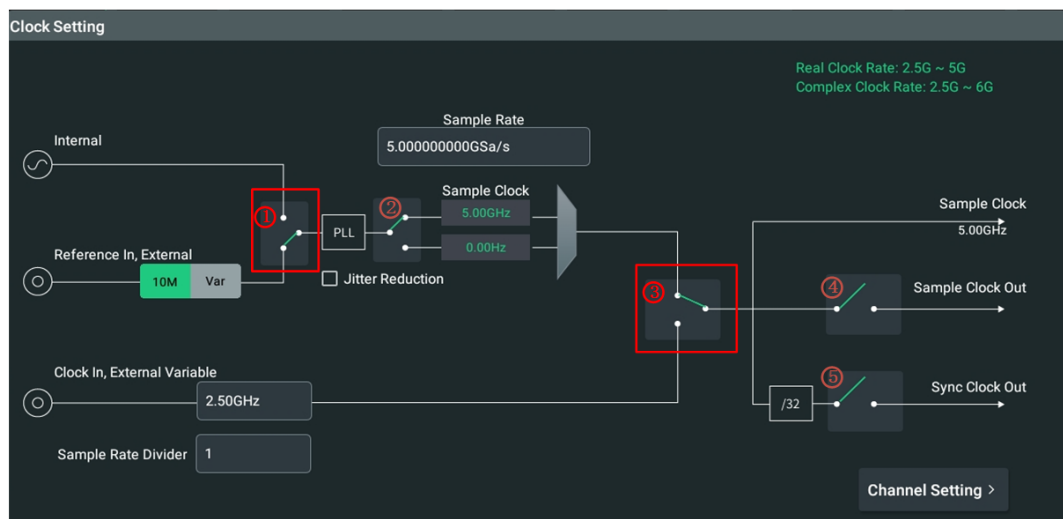 Clock Setting
Real Clock Rate: 2.5G ~ 5G
Complex Clock Rate: 2.5G ~ 6G
Sample Rate
5.000000000GSa/s
Internal
①
PLL
②
Sample Clock
5.00GHz
0.00Hz
Jitter Reduction
Reference In, External
10M Var
③
Sample Clock
5.00GHz
④
Sample Clock Out
⑤
/32
Sync Clock Out
Clock In, External Variable
2.50GHz
Sample Rate Divider
1
Channel Setting >